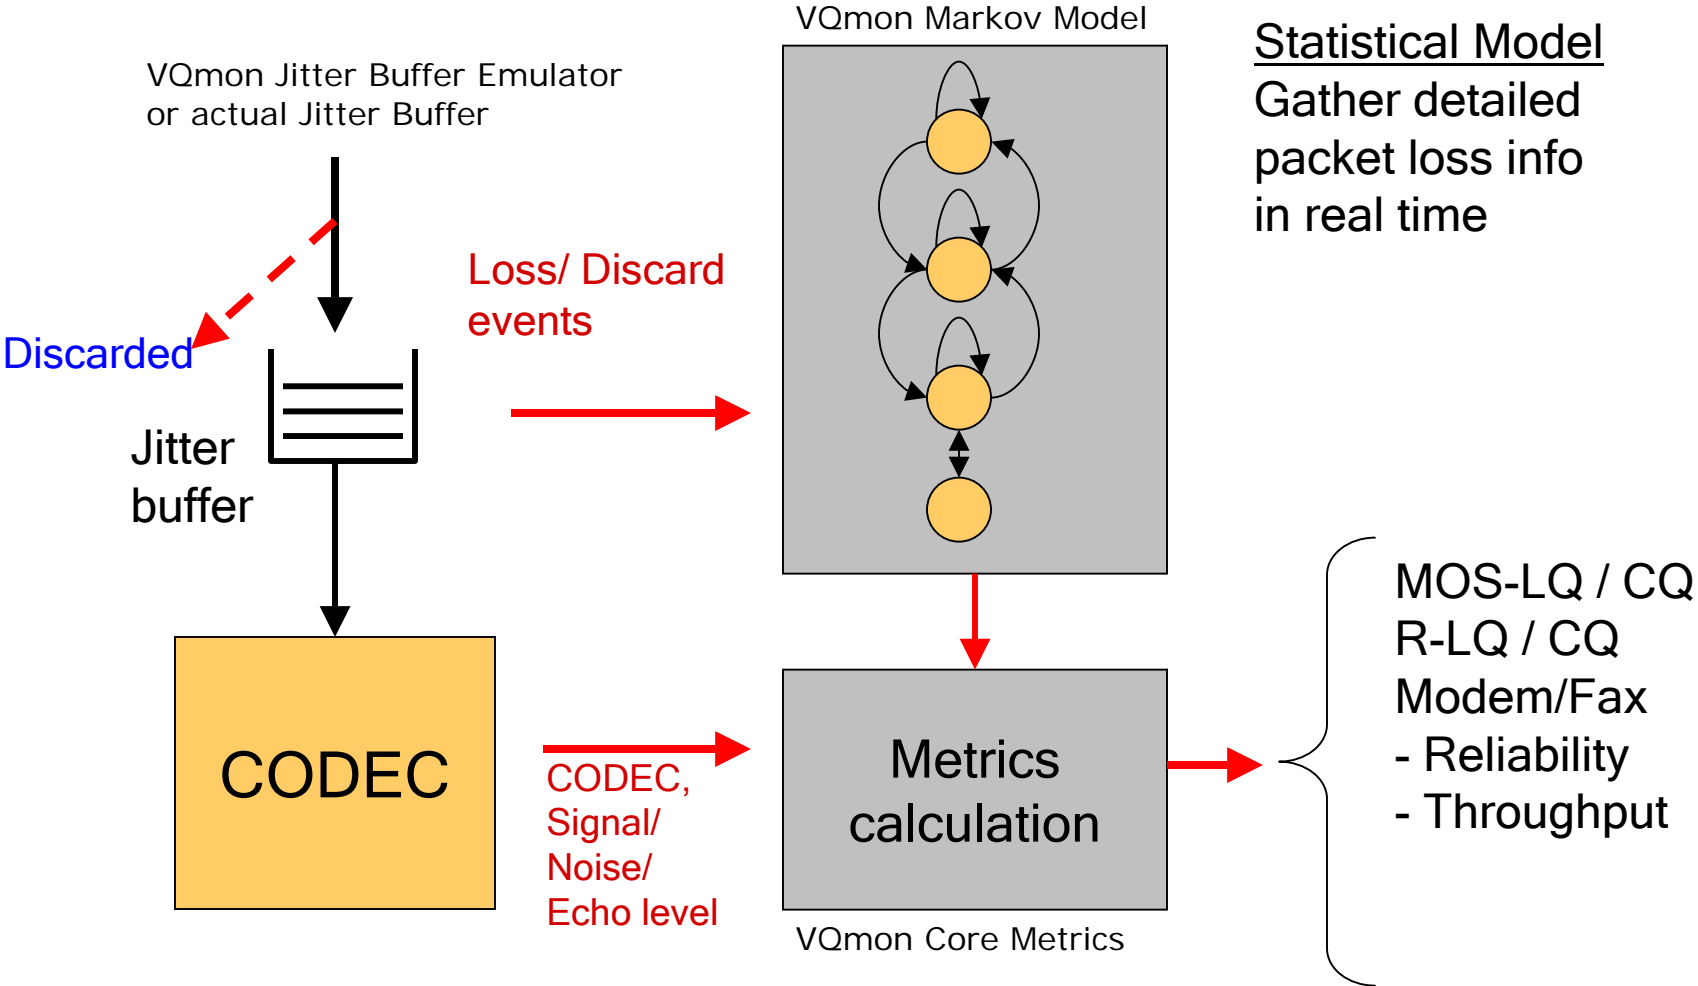 VQmon Markov Model
Statistical Model
Gather detailed
packet loss info
in real time
VQmon Jitter Buffer Emulator
or actual Jitter Buffer
Loss/ Discard
events
Discarded
Jitter
buffer
CODEC
CODEC,
Signal/
Noise/
Echo level
Metrics
calculation
VQmon Core Metrics
MOS-LQ / CQ
R-LQ / CQ
Modem/Fax
- Reliability
- Throughput